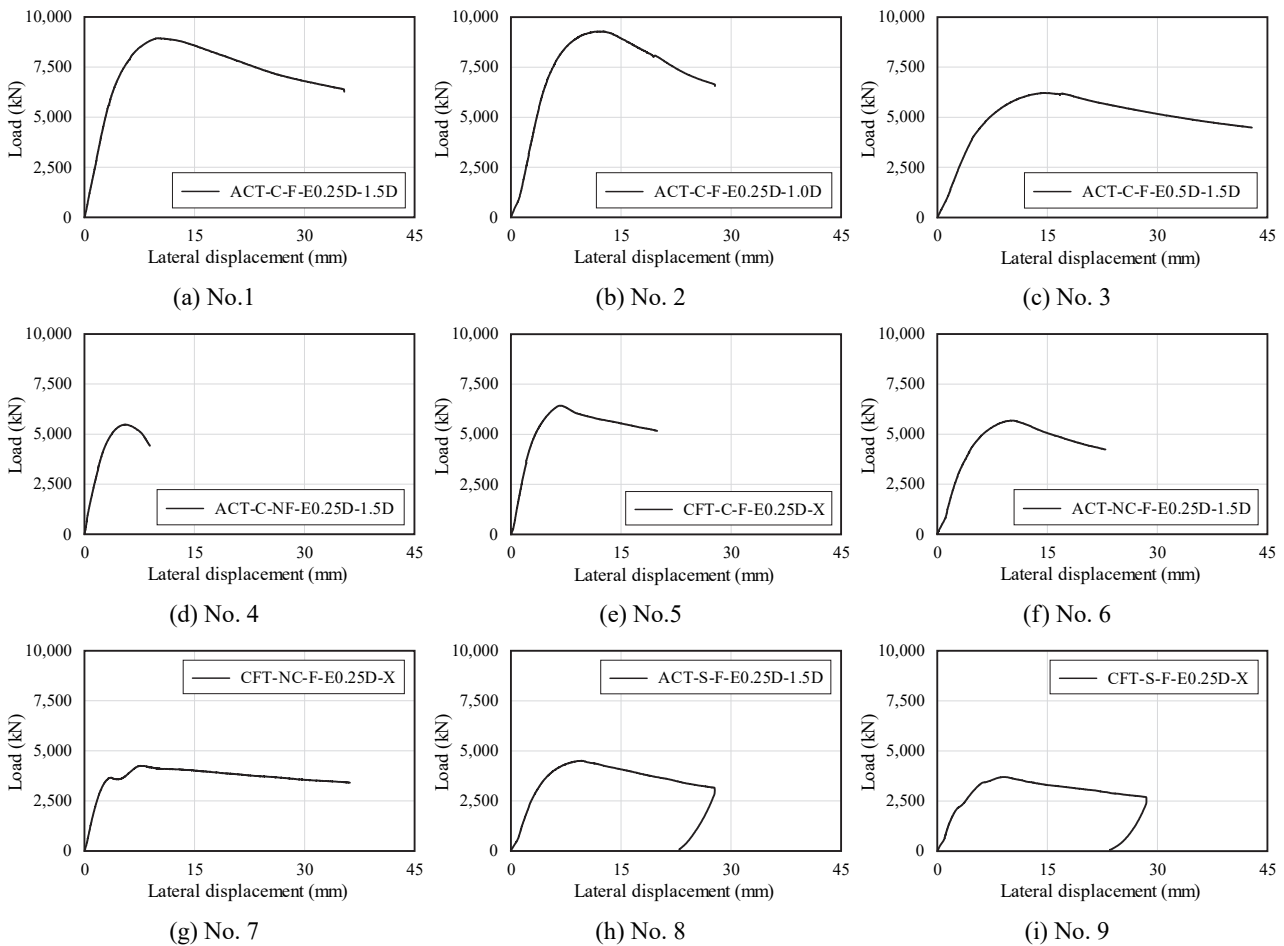 10,000
7,500
5,000
2,500
0
Load (kN)
ACT-C-F-E0.25D-1.5D
0 15 30 45
Lateral displacement (mm)
(a) No.1
10,000
7,500
5,000
2,500
0
Load (kN)
ACT-C-F-E0.25D-1.0D
0 15 30 45
Lateral displacement (mm)
(b) No. 2
10,000
7,500
5,000
2,500
0
Load (kN)
ACT-C-F-E0.5D-1.5D
0 15 30 45
Lateral displacement (mm)
(c) No. 3
10,000
7,500
5,000
2,500
0
Load (kN)
ACT-C-NF-E0.25D-1.5D
0 15 30 45
Lateral displacement (mm)
(d) No. 4
10,000
7,500
5,000
2,500
0
Load (kN)
CFT-C-F-E0.25D-X
0 15 30 45
Lateral displacement (mm)
(e) No.5
10,000
7,500
5,000
2,500
0
Load (kN)
ACT-NC-F-E0.25D-1.5D
0 15 30 45
Lateral displacement (mm)
(f) No. 6
10,000
7,500
5,000
2,500
0
Load (kN)
CFT-NC-F-E0.25D-X
0 15 30 45
Lateral displacement (mm)
(g) No. 7
10,000
7,500
5,000
2,500
0
Load (kN)
ACT-S-F-E0.25D-1.5D
0 15 30 45
Lateral displacement (mm)
(h) No. 8
10,000
7,500
5,000
2,500
0
Load (kN)
CFT-S-F-E0.25D-X
0 15 30 45
Lateral displacement (mm)
(i) No. 9